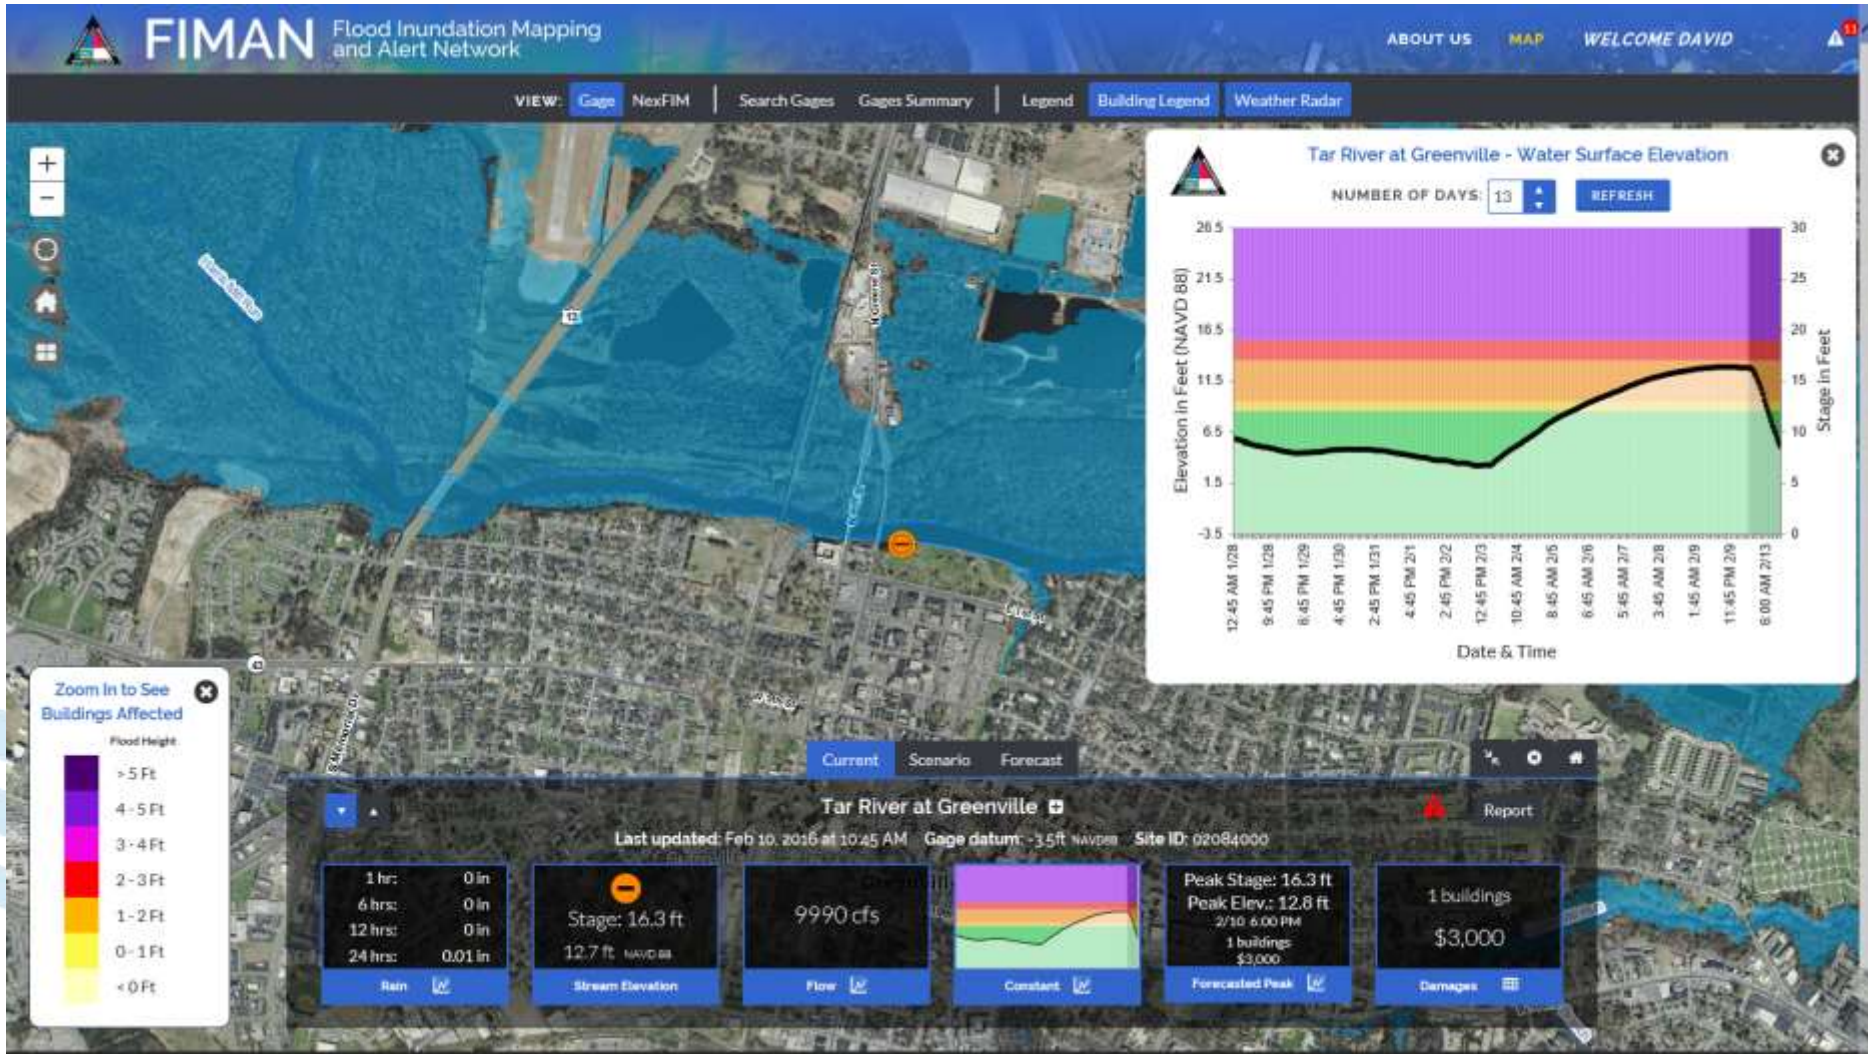 FIMAN
Flood Inundation Mapping
and Alert Network
ABOUT US
MAP
WELCOME DAVID
VIEW:
Gage
NexFIM
Search Gages
Gages Summary
Legend
Building Legend
Weather Radar
+
−
13
N Greene St
43
Tar River at Greenville - Water Surface Elevation
NUMBER OF DAYS: 13
REFRESH
Elevation in Feet (NAVD 88)
26.5
21.5
16.5
11.5
6.5
1.5
-3.5
30
25
20
15
10
5
0
Stage in Feet
12:45 AM 1/28
9:45 PM 1/28
6:45 PM 1/29
4:45 PM 1/30
2:45 PM 1/31
4:45 PM 2/1
2:45 PM 2/2
12:45 PM 2/3
10:45 AM 2/4
8:45 AM 2/5
6:45 AM 2/6
5:45 AM 2/7
3:45 AM 2/8
1:45 AM 2/9
11:45 PM 2/9
6:00 AM 2/13
Date & Time
Zoom In to See
Buildings Affected
Flood Height
> 5 Ft
4 - 5 Ft
3 - 4 Ft
2 - 3 Ft
1 - 2 Ft
0 - 1 Ft
< 0 Ft
Current
Scenario
Forecast
Tar River at Greenville
Report
Last updated: Feb 10, 2016 at 10:45 AM Gage datum: -3.5ft NAVD88 Site ID: 02084000
1 hr: 0 in
6 hrs: 0 in
12 hrs: 0 in
24 hrs: 0.01 in
Rain
Stage: 16.3 ft
12.7 ft NAVD 88
Stream Elevation
9990 cfs
Flow
Constant
Peak Stage: 16.3 ft
Peak Elev.: 12.8 ft
2/10 6:00 PM
1 buildings
$3,000
Forecasted Peak
1 buildings
$3,000
Damages